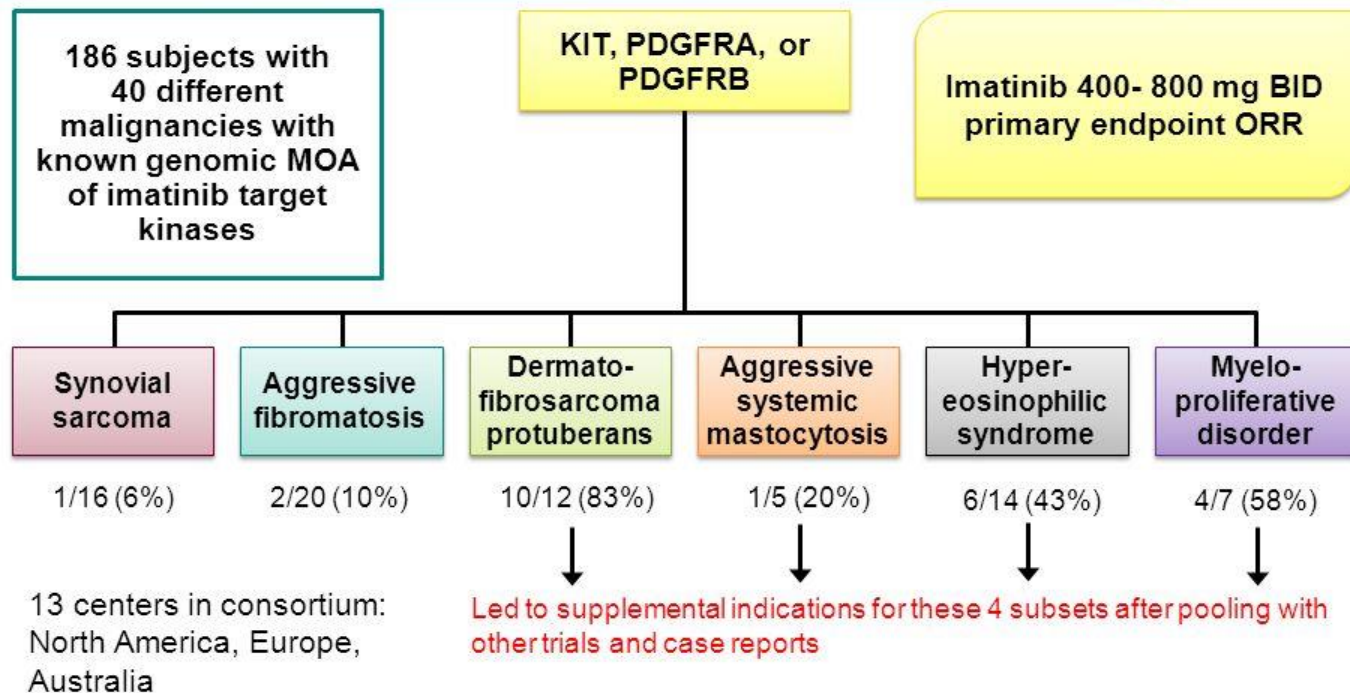 186 subjects with
40 different
malignancies with
known genomic MOA
of imatinib target
kinases
KIT, PDGFRA, or
PDGFRB
Imatinib 400- 800 mg BID
primary endpoint ORR
Synovial
sarcoma
Aggressive
fibromatosis
Dermato-
fibrosarcoma
protuberans
Aggressive
systemic
mastocytosis
Hyper-
eosinophilic
syndrome
Myelo-
proliferative
disorder
1/16 (6%)
2/20 (10%)
10/12 (83%)
1/5 (20%)
6/14 (43%)
4/7 (58%)
13 centers in consortium:
North America, Europe,
Australia
Led to supplemental indications for these 4 subsets after pooling with
other trials and case reports